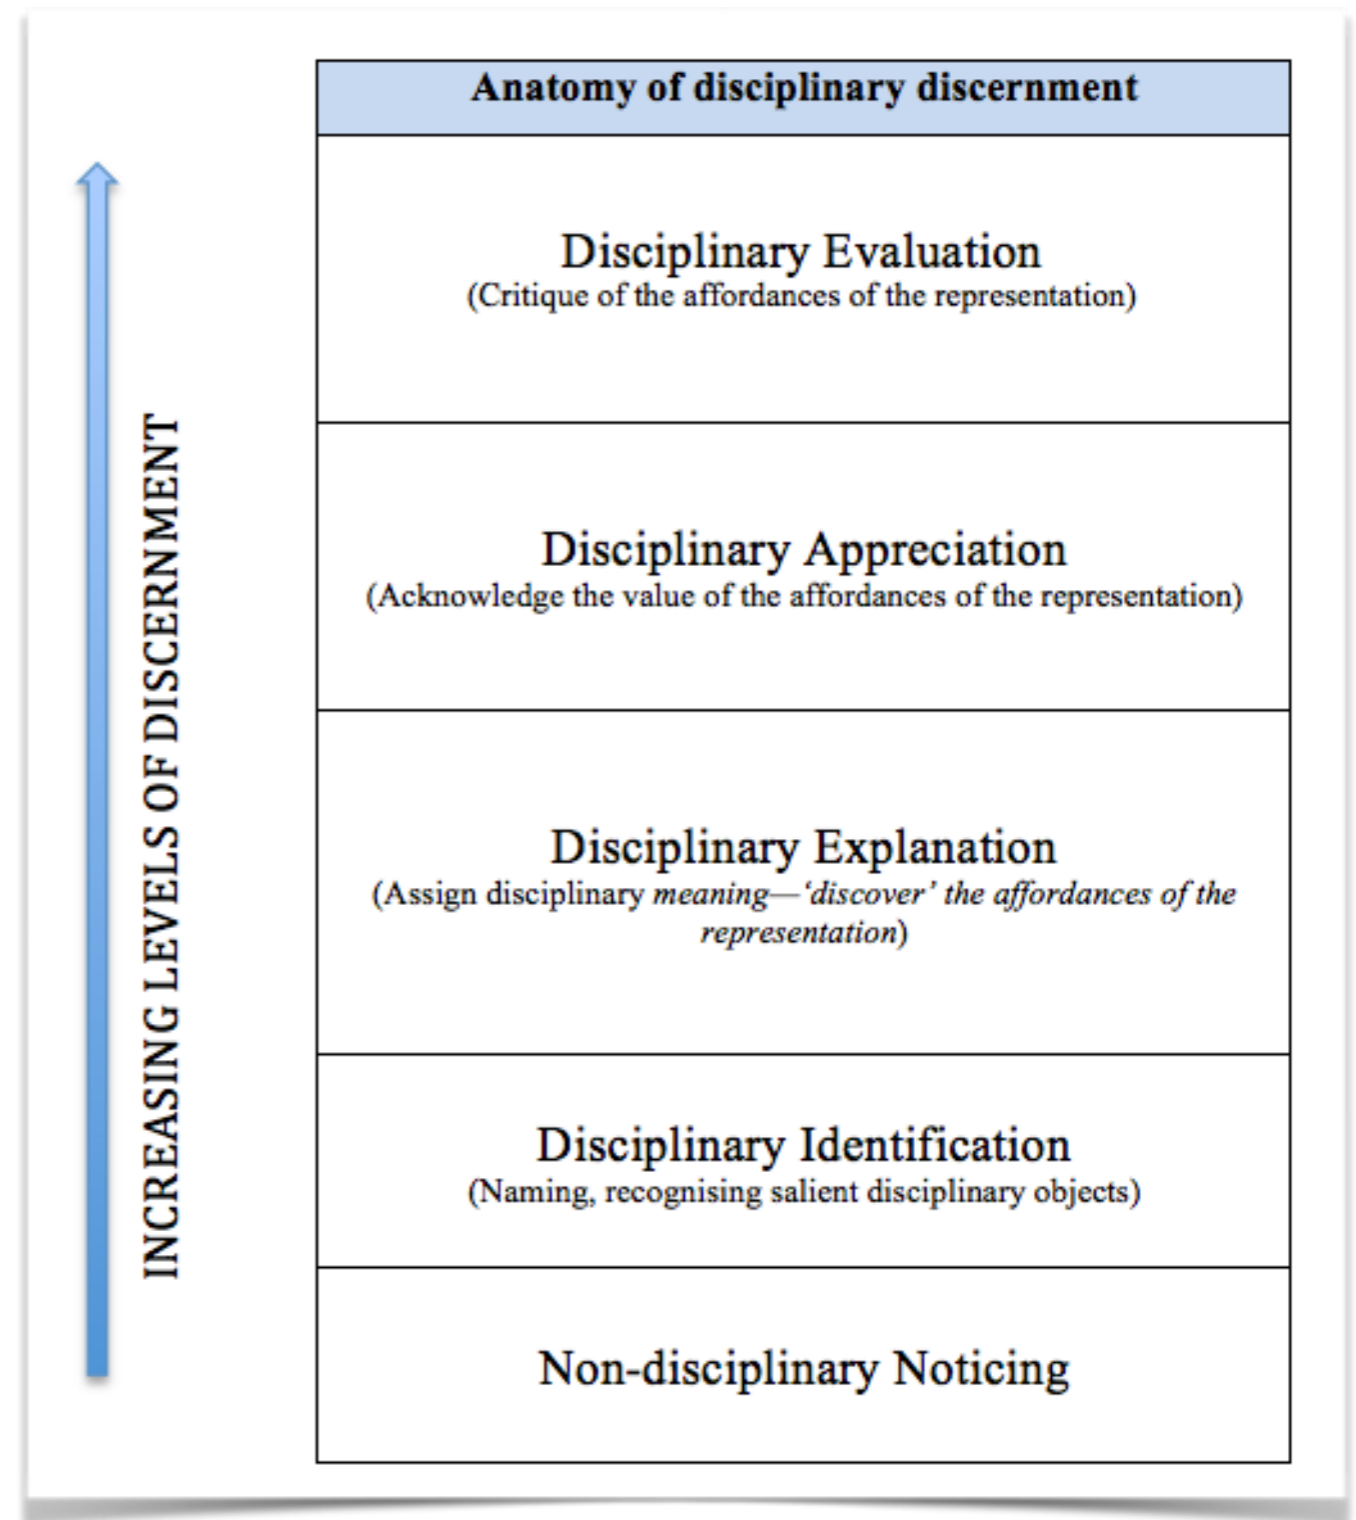 Anatomy of disciplinary discernment
INCREASING LEVELS OF DISCERNMENT
Disciplinary Evaluation
(Critique of the affordances of the representation)
Disciplinary Appreciation
(Acknowledge the value of the affordances of the representation)
Disciplinary Explanation
(Assign disciplinary meaning—‘discover’ the affordances of the
representation)
Disciplinary Identification
(Naming, recognising salient disciplinary objects)
Non-disciplinary Noticing